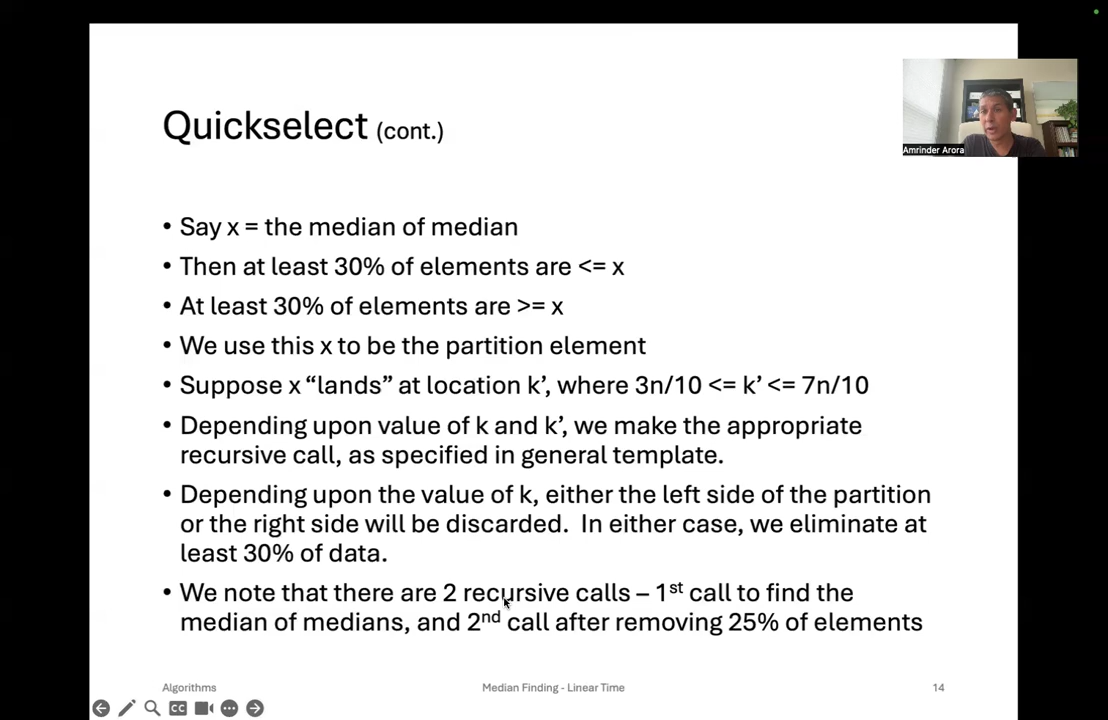 Quickselect (cont.)
Amrinder Arora
• Say x = the median of median
• Then at least 30% of elements are <= x
• At least 30% of elements are >= x
• We use this x to be the partition element
• Suppose x “lands” at location k’, where 3n/10 <= k’ <= 7n/10
• Depending upon value of k and k’, we make the appropriate
recursive call, as specified in general template.
• Depending upon the value of k, either the left side of the partition
or the right side will be discarded. In either case, we eliminate at
least 30% of data.
• We note that there are 2 recursive calls – 1st call to find the
median of medians, and 2nd call after removing 25% of elements
Algorithms
Median Finding - Linear Time
14
CC